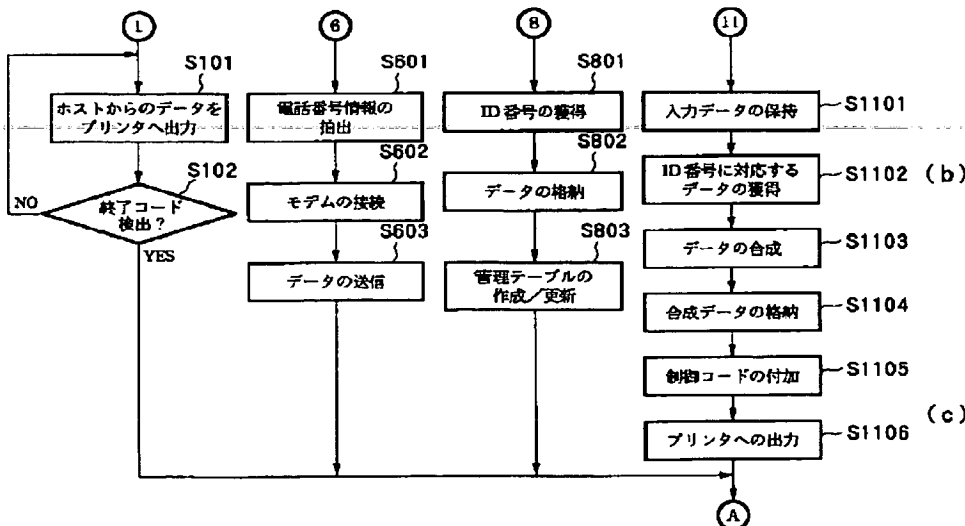 1
S101
ホストからのデータを
プリンタへ出力
S102
終了コード
検出?
NO
YES
6
S601
電話番号情報の
抽出
S602
モデムの接続
S603
データの送信
8
S801
ID番号の獲得
S802
データの格納
S803
管理テーブルの
作成/更新
11
入力データの保持
S1101
ID番号に対応する
データの獲得
S1102
(b)
データの合成
S1103
合成データの格納
S1104
制御コードの付加
S1105
(c)
プリンタへの出力
S1106
A